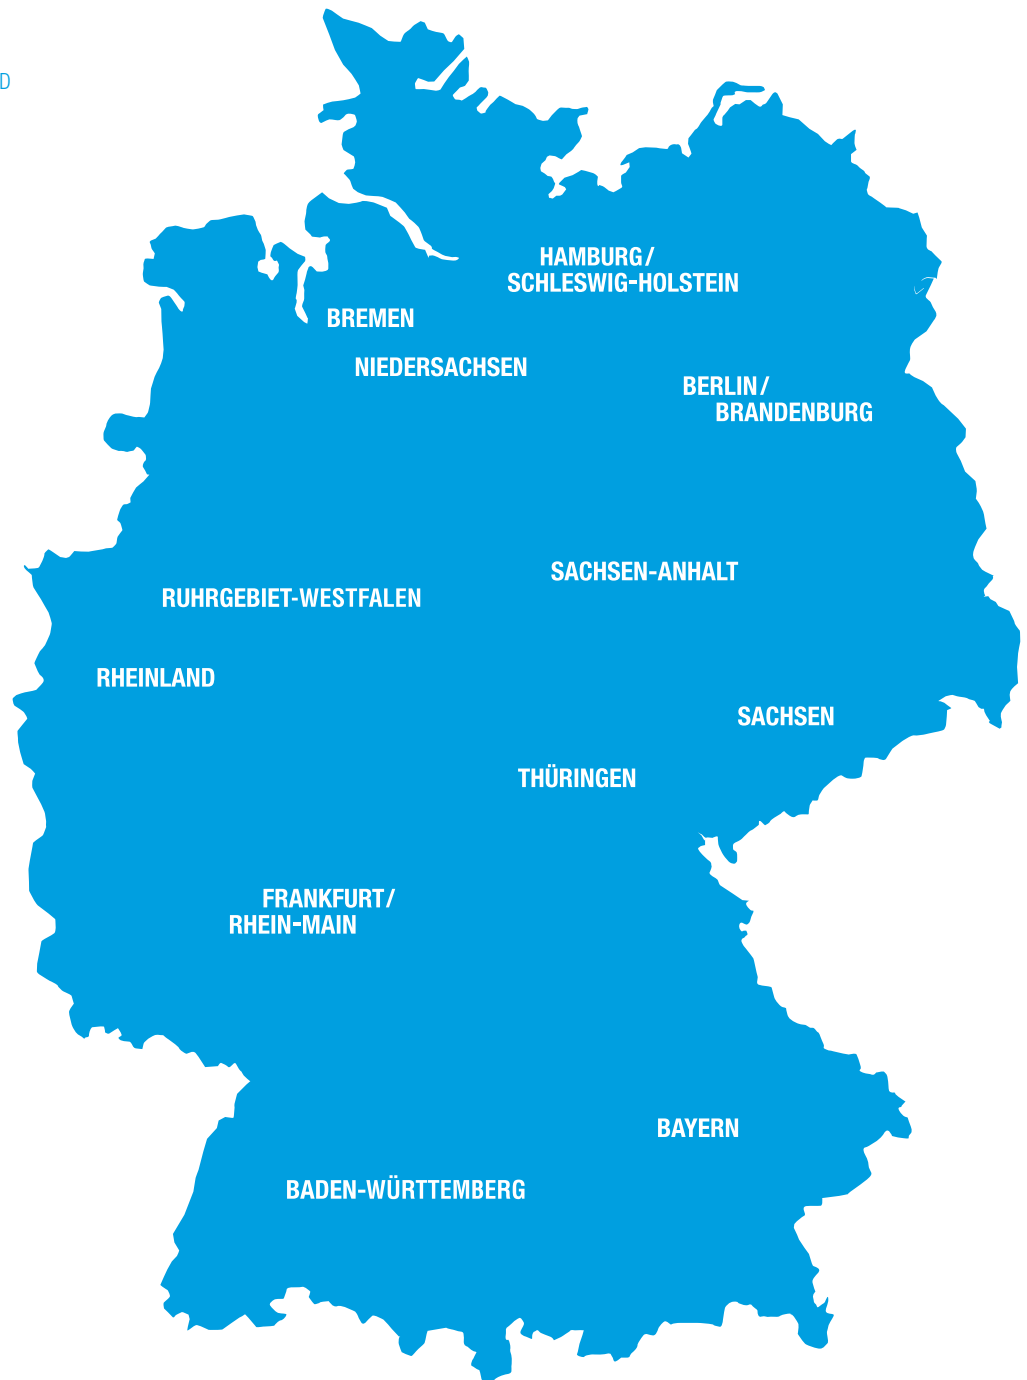 D
HAMBURG/
SCHLESWIG-HOLSTEIN
BREMEN
NIEDERSACHSEN
BERLIN/
BRANDENBURG
SACHSEN-ANHALT
RUHRGEBIET-WESTFALEN
RHEINLAND
SACHSEN
THÜRINGEN
FRANKFURT/
RHEIN-MAIN
BAYERN
BADEN-WÜRTTEMBERG